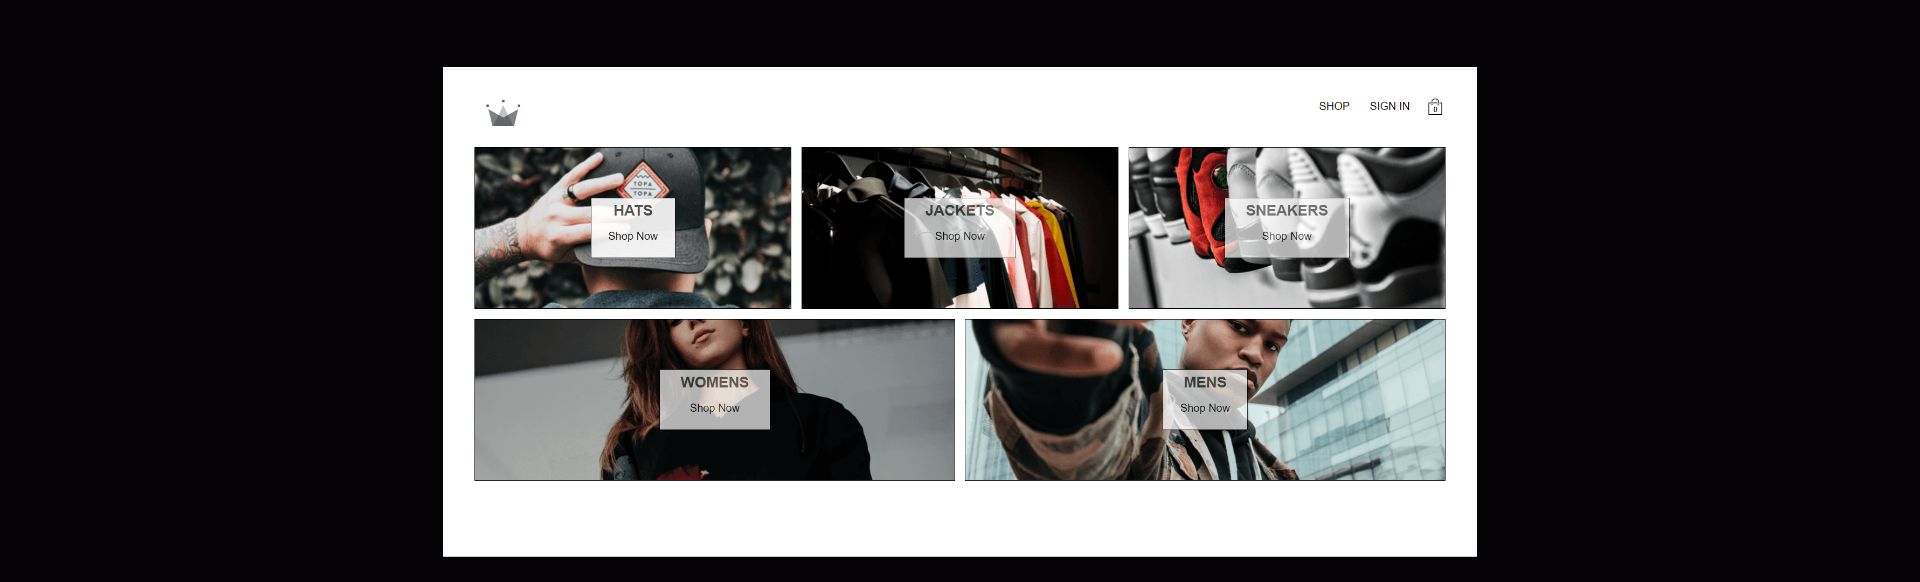 SHOP
SIGN IN
0
TOPA
TOPA
HATS
Shop Now
JACKETS
Shop Now
SNEAKERS
Shop Now
WOMENS
Shop Now
MENS
Shop Now